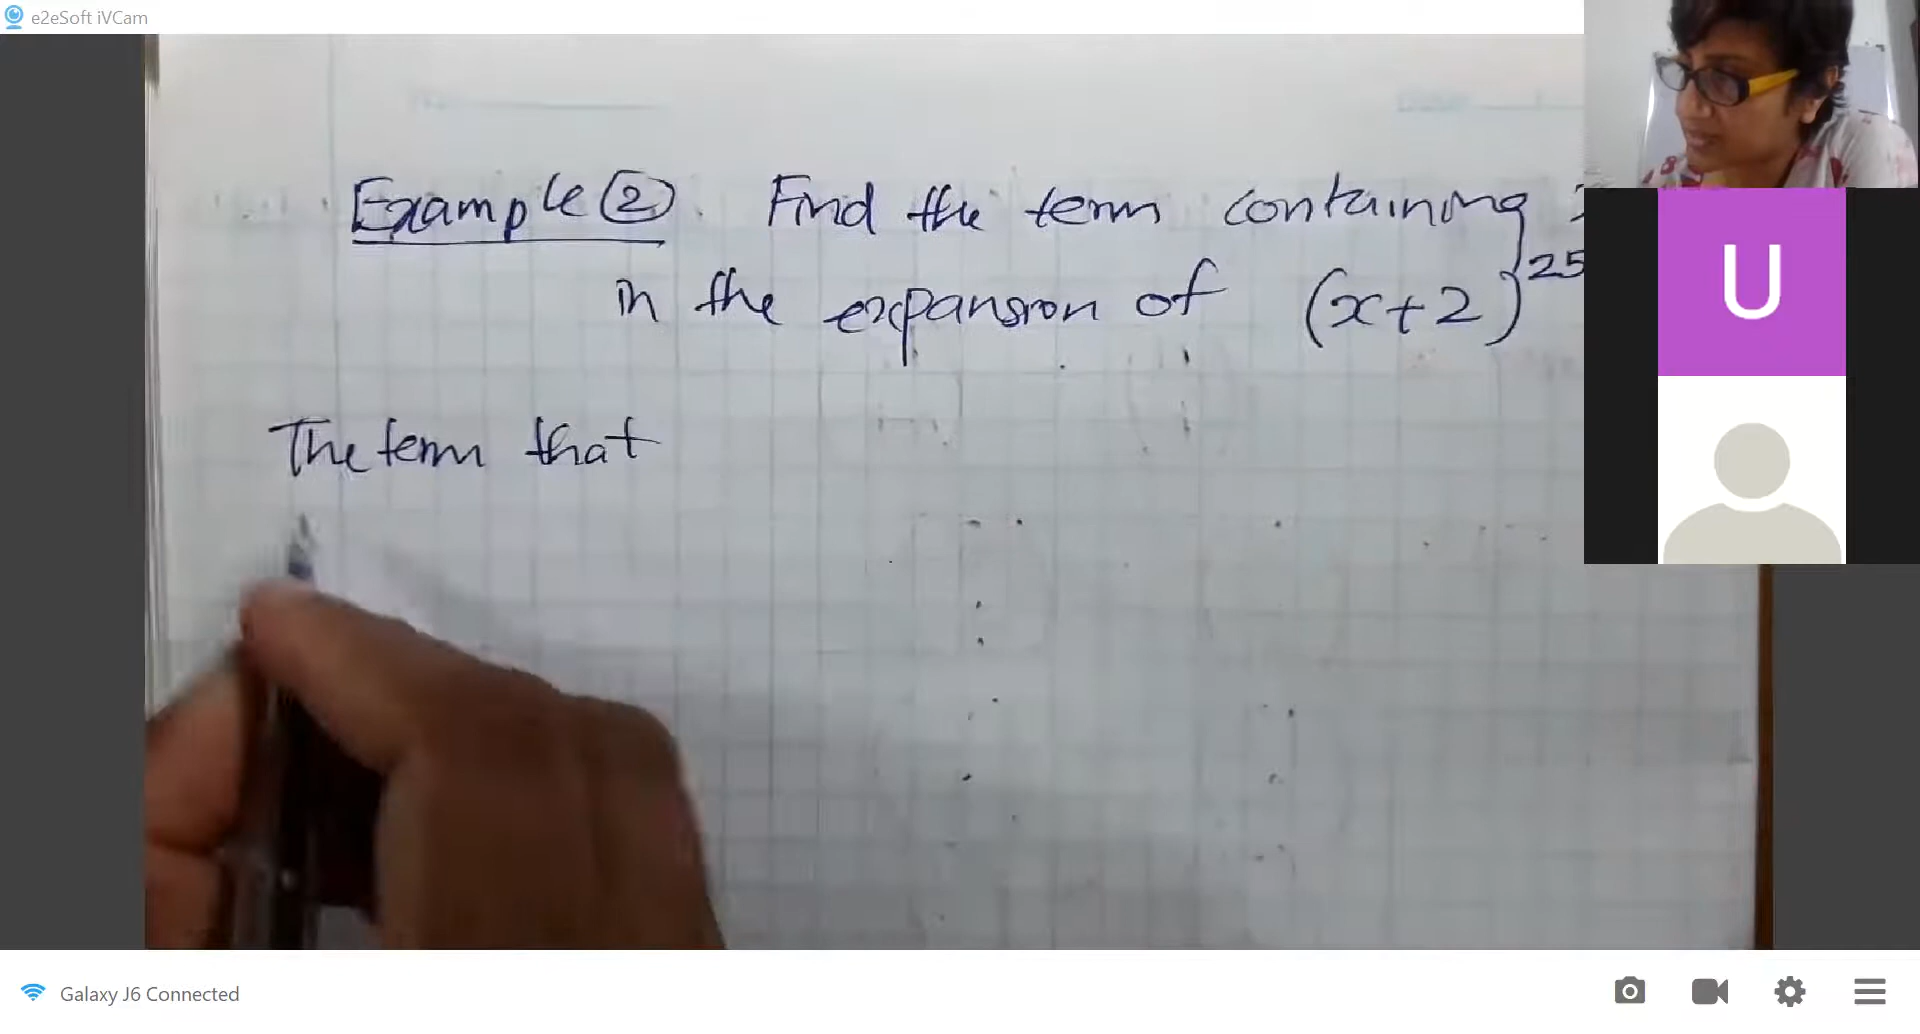 e2eSoft iVCam
Example ② Find the term containing
in the expansion of (x+2)²⁵
The term that
U
Galaxy J6 Connected